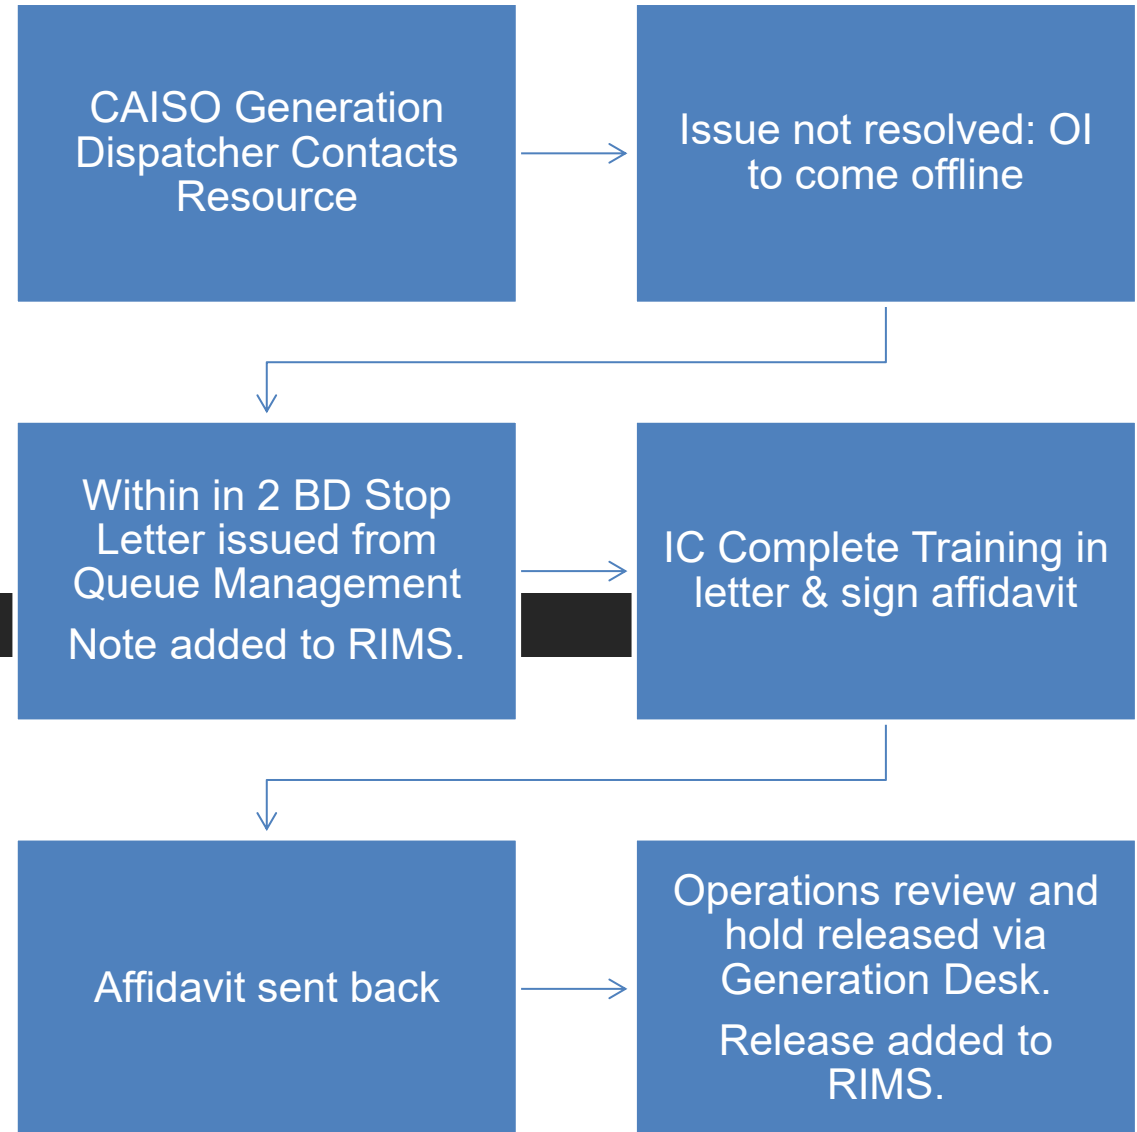 CAISO Generation
Dispatcher Contacts
Resource
Issue not resolved: OI
to come offline
Within in 2 BD Stop
Letter issued from
Queue Management
Note added to RIMS.
IC Complete Training in
letter & sign affidavit
Affidavit sent back
Operations review and
hold released via
Generation Desk.
Release added to
RIMS.